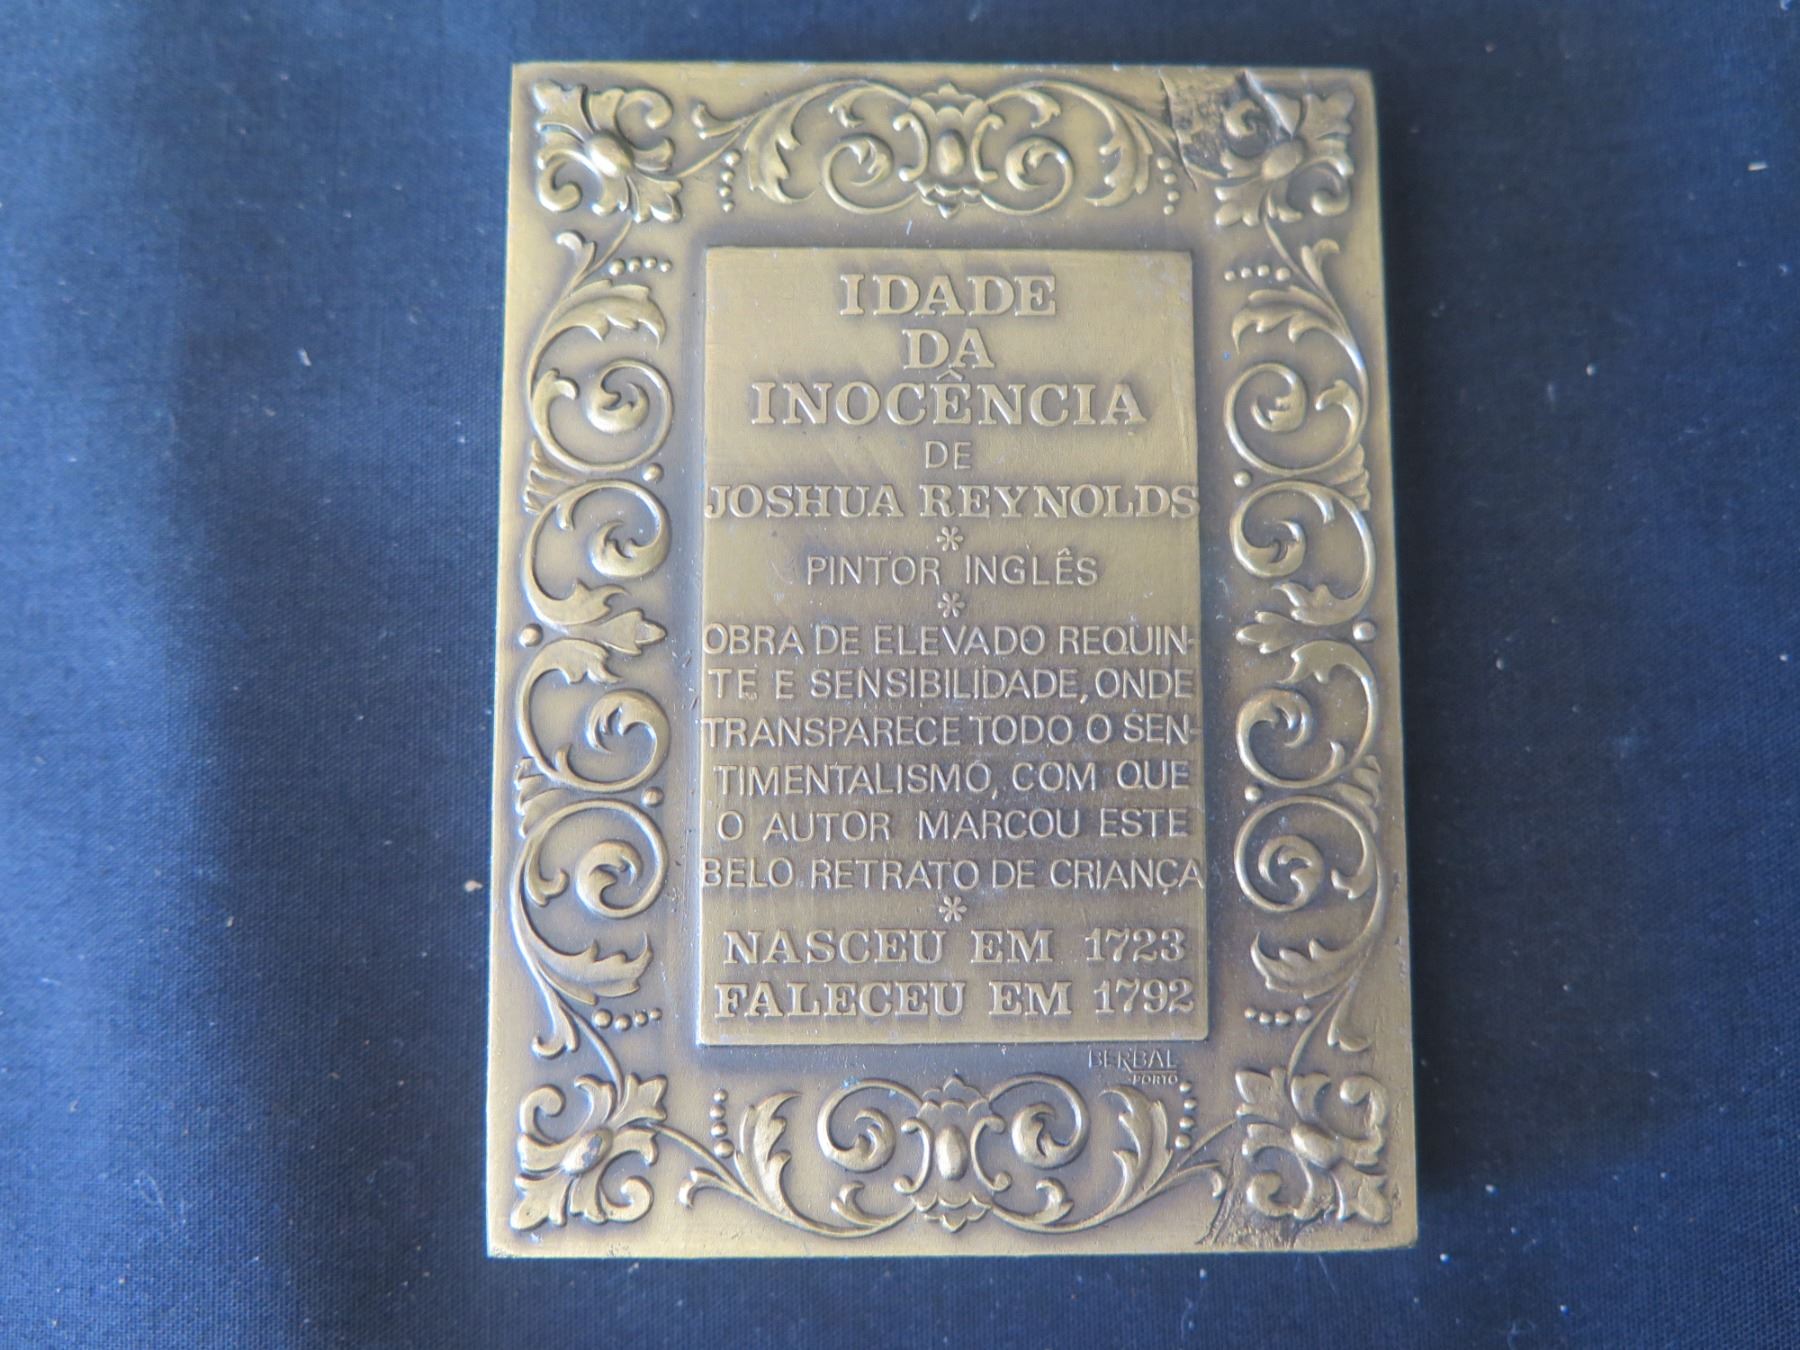 IDADE
DA
INOCÊNCIA
DE
JOSHUA REYNOLDS
*
PINTOR INGLÊS
*
OBRA DE ELEVADO REQUIN-
TE E SENSIBILIDADE, ONDE
TRANSPARECE TODO O SEN-
TIMENTALISMO, COM QUE
O AUTOR MARCOU ESTE
BELO RETRATO DE CRIANÇA
*
NASCEU EM 1723
FALECEU EM 1792
BERBAL
PORTO